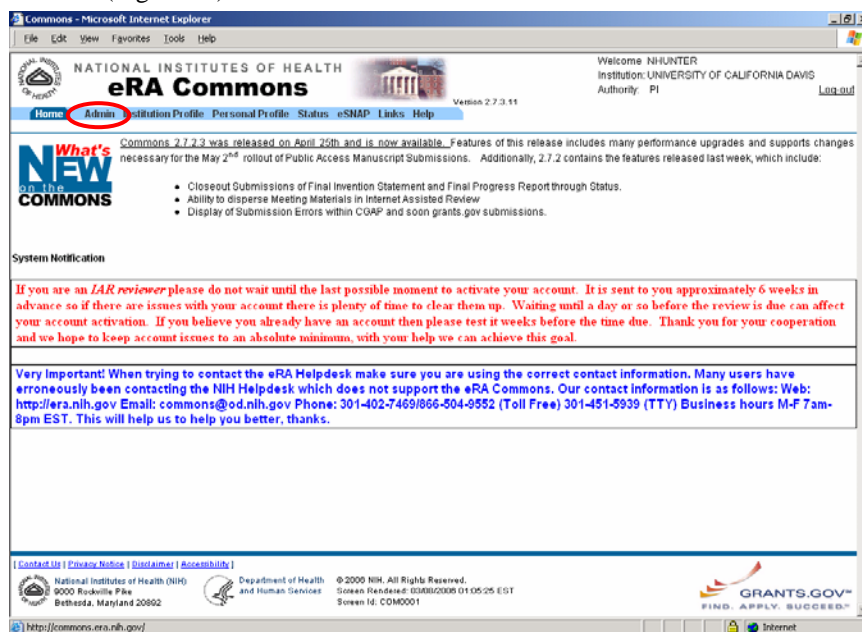 Commons - Microsoft Internet Explorer
File Edit View Favorites Tools Help
NATIONAL INSTITUTES OF HEALTH
eRA Commons
Version 2.7.3.11
Welcome NHUNTER
Institution: UNIVERSITY OF CALIFORNIA DAVIS
Authority: PI
Log-out
Home Admin Institution Profile Personal Profile Status eSNAP Links Help
What's NEW on the COMMONS
Commons 2.7.2.3 was released on April 25th and is now available. Features of this release includes many performance upgrades and supports changes
necessary for the May 2nd rollout of Public Access Manuscript Submissions. Additionally, 2.7.2 contains the features released last week, which include:
• Closeout Submissions of Final Invention Statement and Final Progress Report through Status.
• Ability to disperse Meeting Materials in Internet Assisted Review
• Display of Submission Errors within CGAP and soon grants.gov submissions.
System Notification
If you are an IAR reviewer please do not wait until the last possible moment to activate your account. It is sent to you approximately 6 weeks in
advance so if there are issues with your account there is plenty of time to clear them up. Waiting until a day or so before the review is due can affect
your account activation. If you believe you already have an account then please test it weeks before the time due. Thank you for your cooperation
and we hope to keep account issues to an absolute minimum, with your help we can achieve this goal.
Very Important! When trying to contact the eRA Helpdesk make sure you are using the correct contact information. Many users have
erroneously been contacting the NIH Helpdesk which does not support the eRA Commons. Our contact information is as follows: Web:
http://era.nih.gov Email: commons@od.nih.gov Phone: 301-402-7469/866-504-9552 (Toll Free) 301-451-5939 (TTY) Business hours M-F 7am-
8pm EST. This will help us to help you better, thanks.
[ Contact Us | Privacy Notice | Disclaimer | Accessibility ]
National Institutes of Health (NIH)
9000 Rockville Pike
Bethesda, Maryland 20892
Department of Health
and Human Services
© 2006 NIH. All Rights Reserved.
Screen Rendered: 03/08/2006 01:05:25 EST
Screen Id: COM0001
GRANTS.GOV℠
FIND. APPLY. SUCCEED.℠
http://commons.era.nih.gov/
Internet